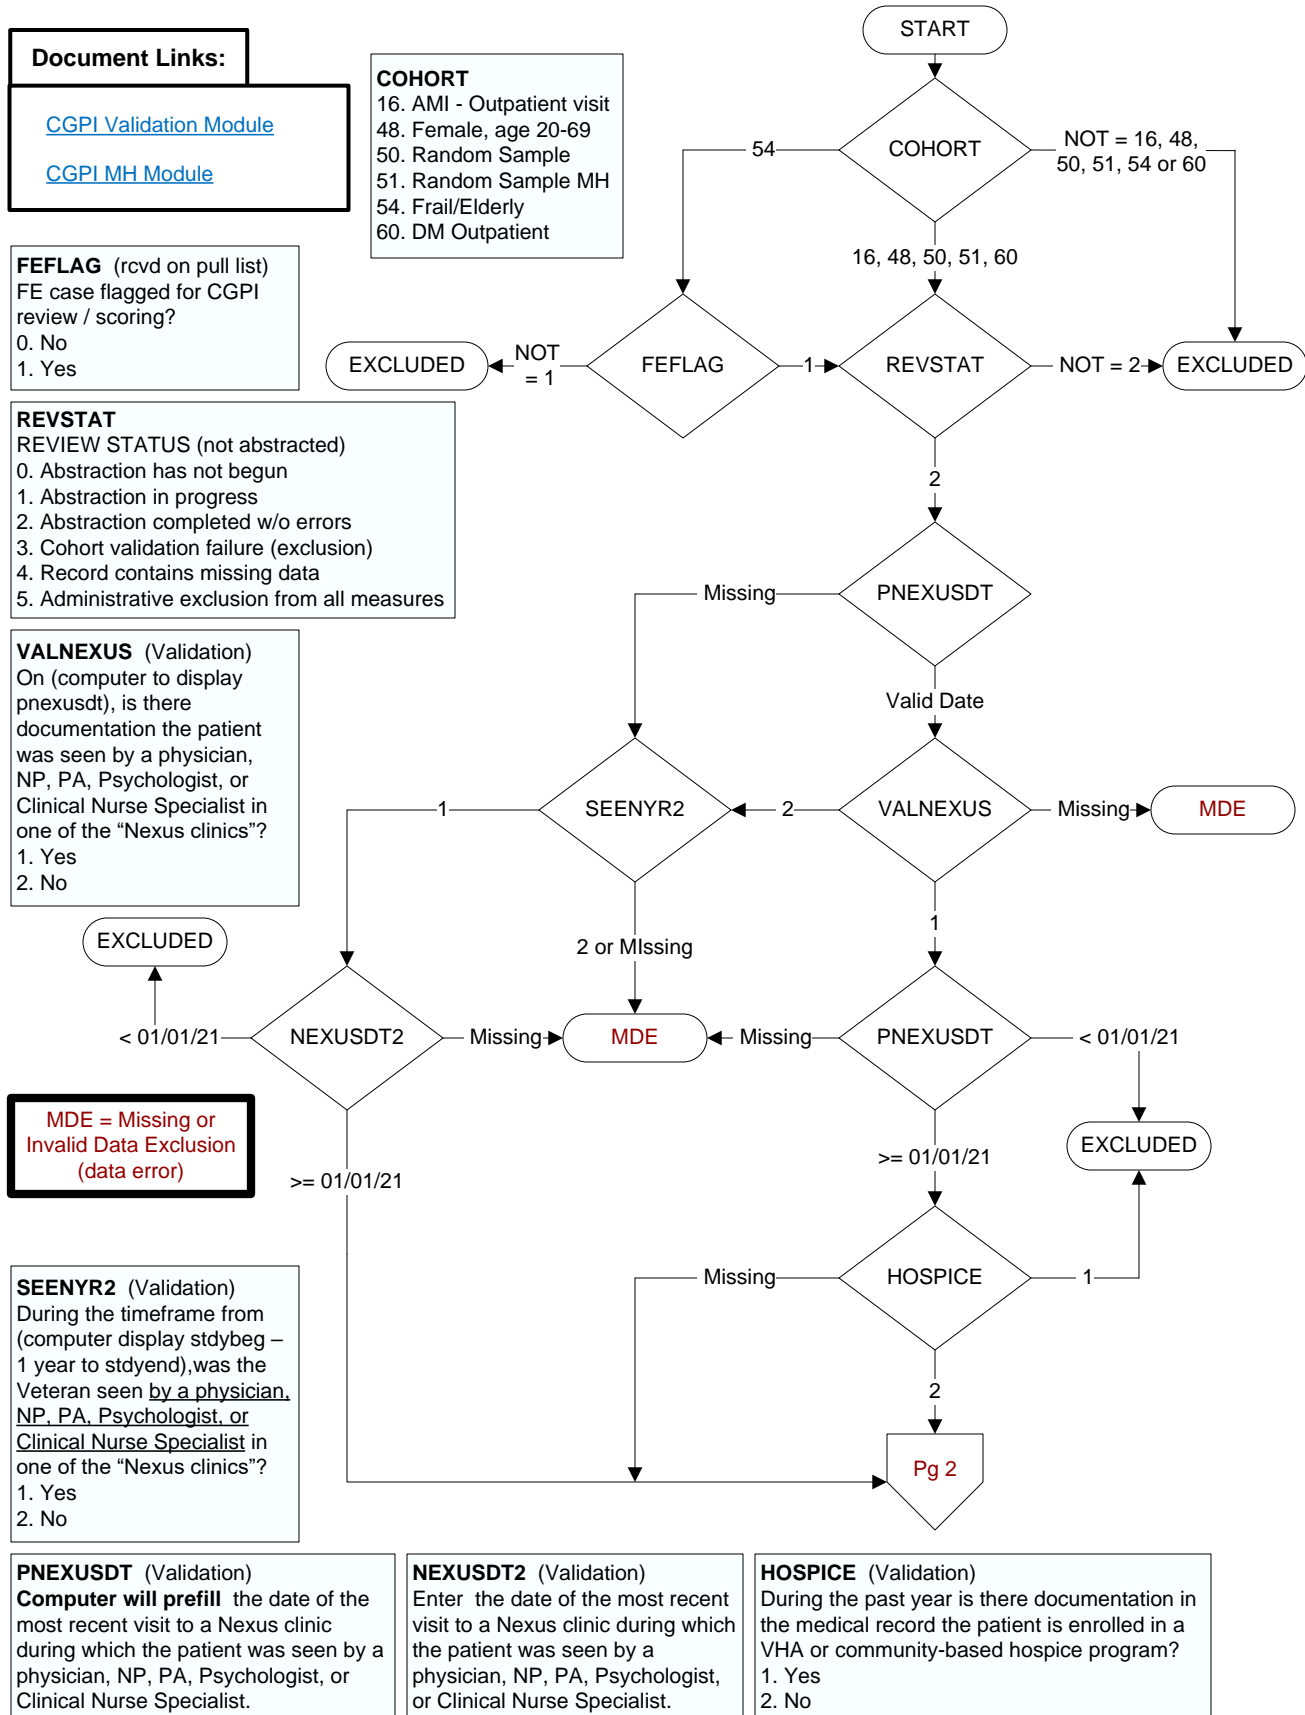 START
Document Links:
CGPI Validation Module
CGPI MH Module
COHORT
16. AMI - Outpatient visit
48. Female, age 20-69
50. Random Sample
51. Random Sample MH
54. Frail/Elderly
60. DM Outpatient
COHORT
54
NOT = 16, 48,
50, 51, 54 or 60
16, 48, 50, 51, 60
FEFLAG (rcvd on pull list)
FE case flagged for CGPI
review / scoring?
0. No
1. Yes
EXCLUDED
NOT
= 1
FEFLAG
1
REVSTAT
NOT = 2
EXCLUDED
REVSTAT
REVIEW STATUS (not abstracted)
0. Abstraction has not begun
1. Abstraction in progress
2. Abstraction completed w/o errors
3. Cohort validation failure (exclusion)
4. Record contains missing data
5. Administrative exclusion from all measures
2
Missing
PNEXUSDT
Valid Date
VALNEXUS (Validation)
On (computer to display
pnexusdt), is there
documentation the patient
was seen by a physician,
NP, PA, Psychologist, or
Clinical Nurse Specialist in
one of the “Nexus clinics”?
1. Yes
2. No
1
SEENYR2
2
VALNEXUS
Missing
MDE
EXCLUDED
2 or MIssing
1
< 01/01/21
NEXUSDT2
Missing
MDE
Missing
PNEXUSDT
< 01/01/21
MDE = Missing or
Invalid Data Exclusion
(data error)
>= 01/01/21
>= 01/01/21
EXCLUDED
Missing
HOSPICE
1
SEENYR2 (Validation)
During the timeframe from
(computer display stdybeg –
1 year to stdyend),was the
Veteran seen by a physician,
NP, PA, Psychologist, or
Clinical Nurse Specialist in
one of the “Nexus clinics”?
1. Yes
2. No
2
Pg 2
PNEXUSDT (Validation)
Computer will prefill the date of the
most recent visit to a Nexus clinic
during which the patient was seen by a
physician, NP, PA, Psychologist, or
Clinical Nurse Specialist.
NEXUSDT2 (Validation)
Enter the date of the most recent
visit to a Nexus clinic during which
the patient was seen by a
physician, NP, PA, Psychologist,
or Clinical Nurse Specialist.
HOSPICE (Validation)
During the past year is there documentation in
the medical record the patient is enrolled in a
VHA or community-based hospice program?
1. Yes
2. No